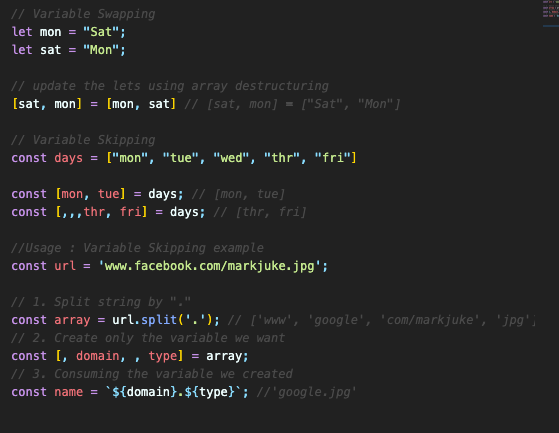 // Variable Swapping
let mon = "Sat";
let sat = "Mon";
// update the lets using array destructuring
[sat, mon] = [mon, sat] // [sat, mon] = ["Sat", "Mon"]
// Variable Skipping
const days = ["mon", "tue", "wed", "thr", "fri"]
const [mon, tue] = days; // [mon, tue]
const [,,,thr, fri] = days; // [thr, fri]
//Usage : Variable Skipping example
const url = 'www.facebook.com/markjuke.jpg';
// 1. Split string by "."
const array = url.split('.'); // ['www', 'google', 'com/markjuke', 'jpg',
// 2. Create only the variable we want
const [, domain, , type] = array;
// 3. Consuming the variable we created
const name = `${domain}.${type}`; //'google.jpg'